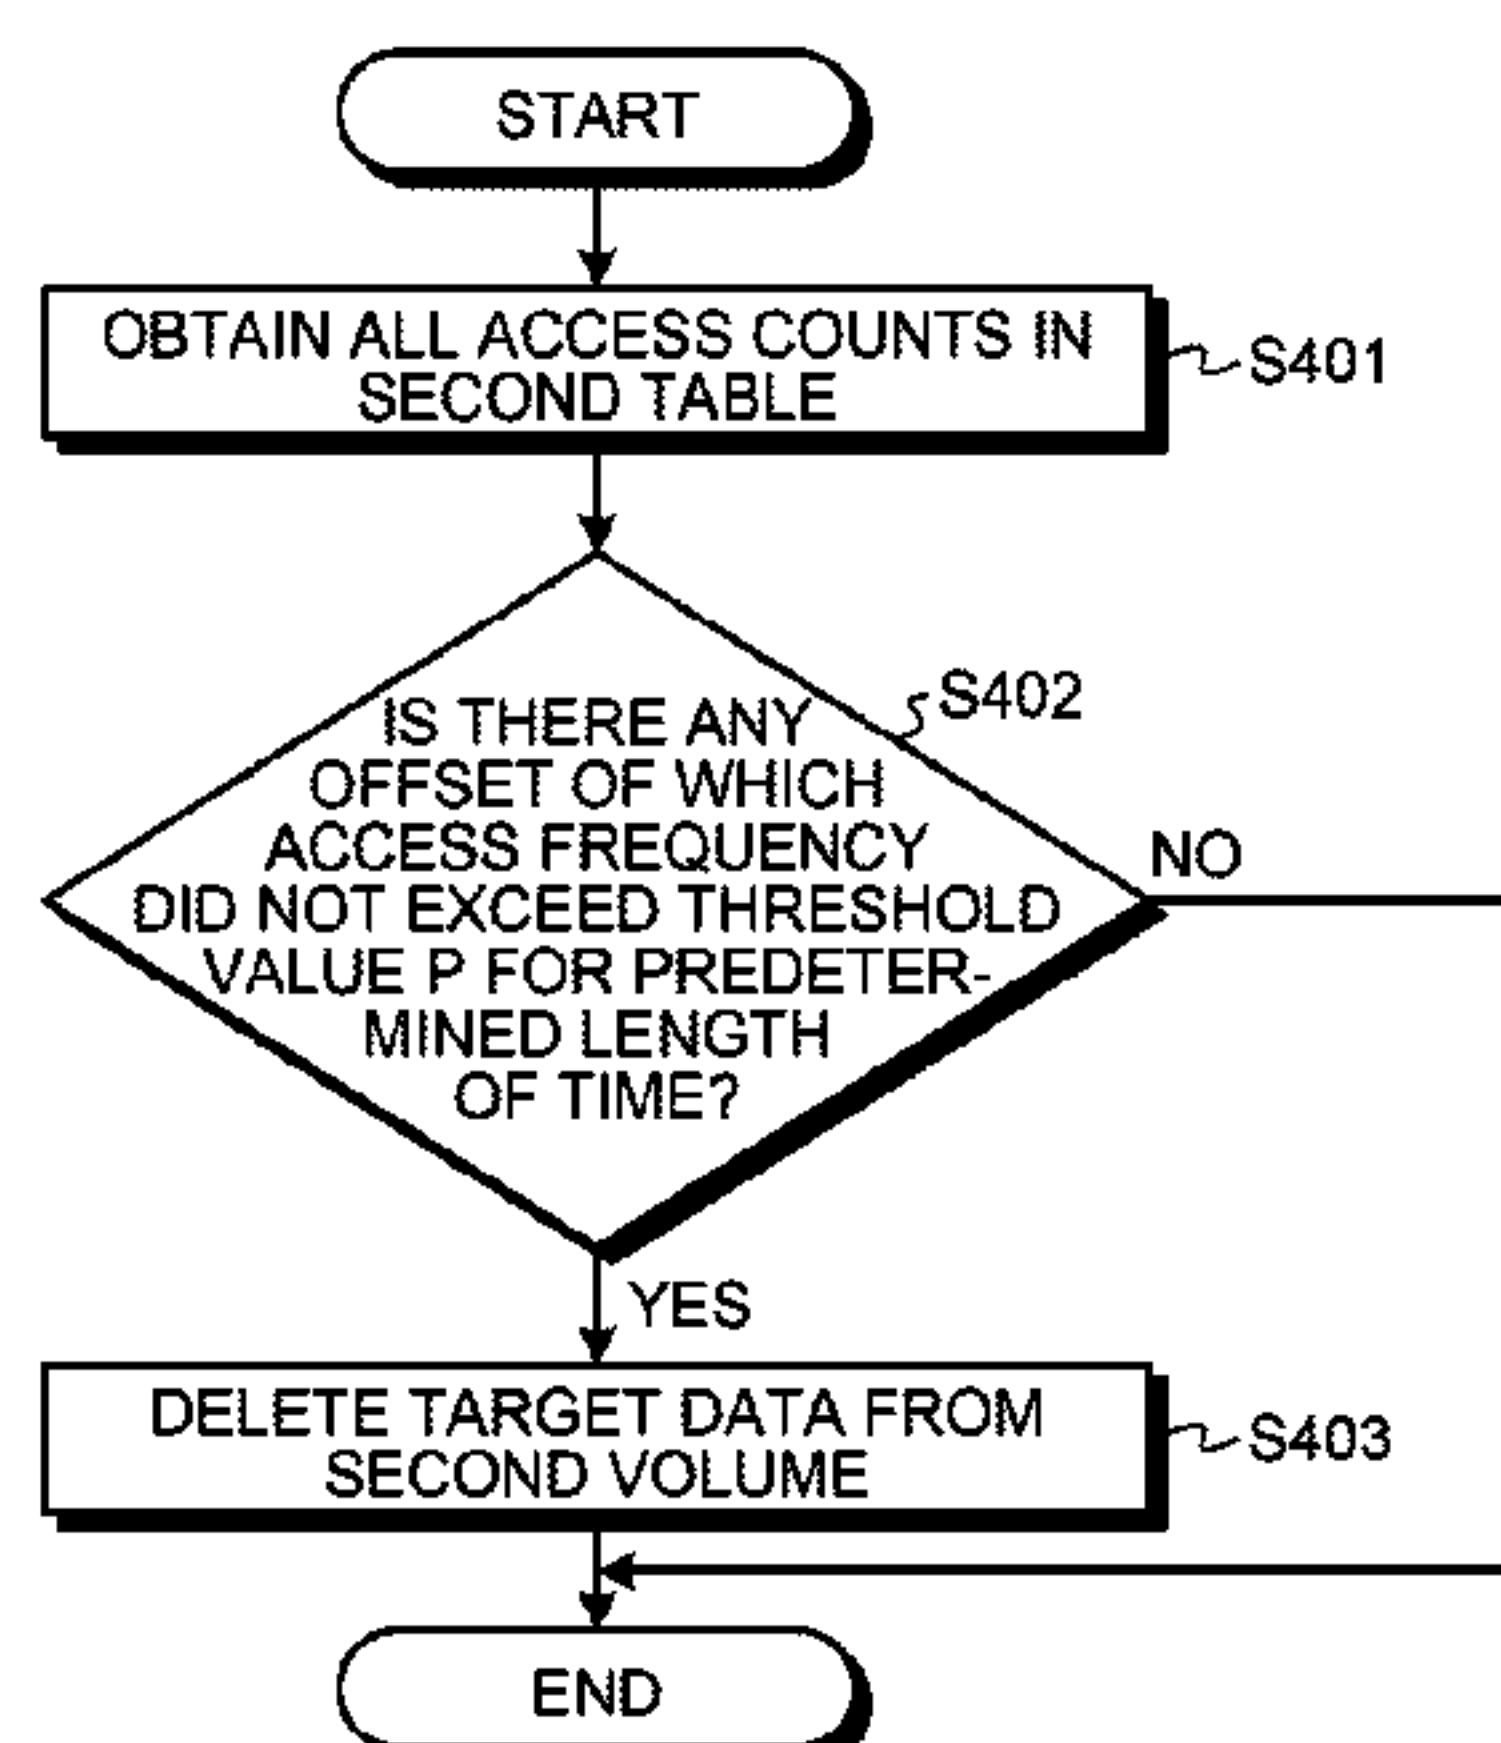 START
OBTAIN ALL ACCESS COUNTS IN
SECOND TABLE
S401
S402
IS THERE ANY
OFFSET OF WHICH
ACCESS FREQUENCY
DID NOT EXCEED THRESHOLD
VALUE P FOR PREDETER-
MINED LENGTH
OF TIME?
NO
YES
DELETE TARGET DATA FROM
SECOND VOLUME
S403
END